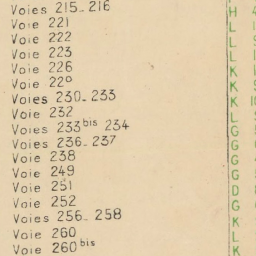 Voies 215_216 H
Voie 221 L
Voie 222 L
Voie 223 L
Voie 226 K
Voie K
Voies 230_233 K
Voie 232 L
Voies 233 bis 234 G
Voies 236_237 G
Voie 238 G
Voie 249 G
Voie 251 D
Voie 252 G
Voies 256_258 K
Voie 260 L
Voie 260 bis K